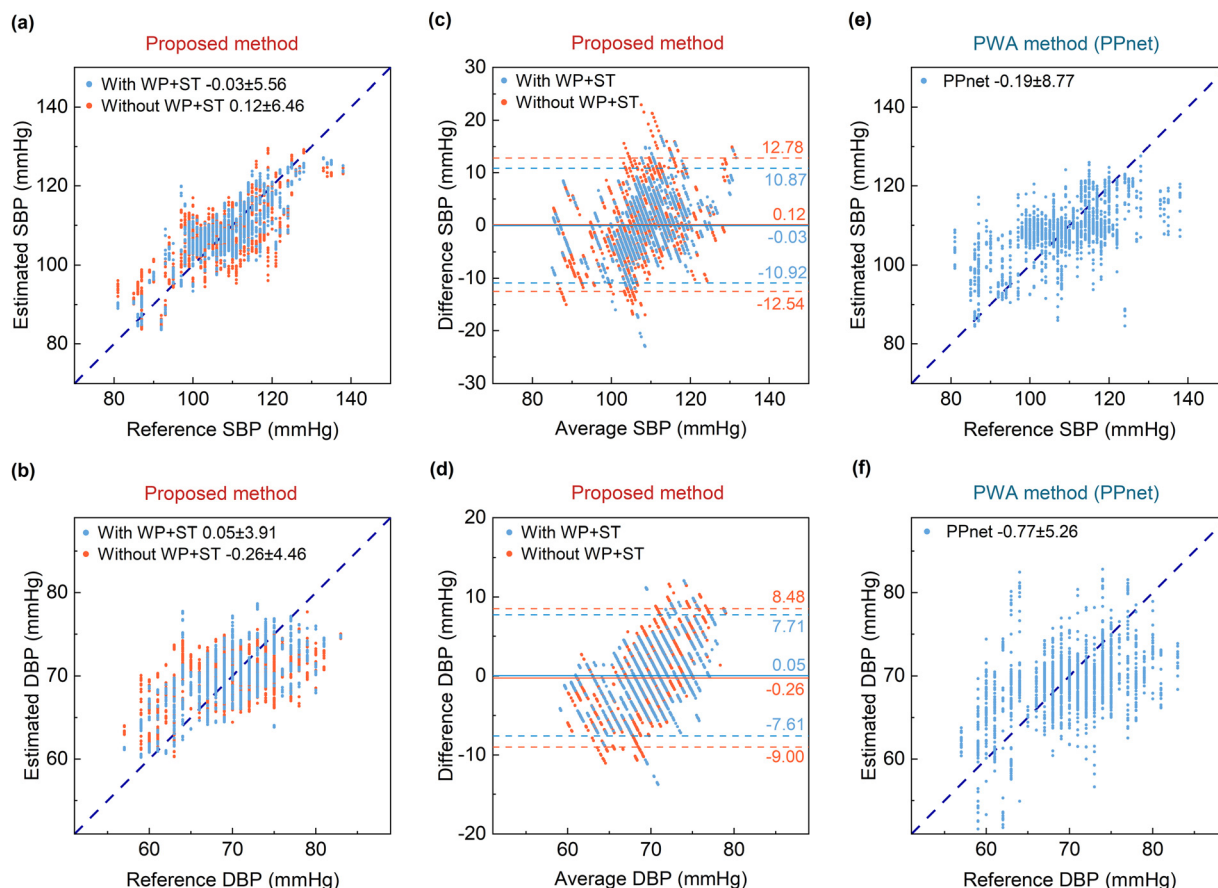 (a)
Proposed method
With WP+ST -0.03±5.56
Without WP+ST 0.12±6.46
140
120
100
80
Estimated SBP (mmHg)
80 100 120 140
Reference SBP (mmHg)
(c)
Proposed method
With WP+ST
Without WP+ST
30
20
10
0
-10
-20
-30
Difference SBP (mmHg)
12.78
10.87
0.12
-0.03
-10.92
-12.54
80 100 120 140
Average SBP (mmHg)
(e)
PWA method (PPnet)
PPnet -0.19±8.77
140
120
100
80
Estimated SBP (mmHg)
80 100 120 140
Reference SBP (mmHg)
(b)
Proposed method
With WP+ST 0.05±3.91
Without WP+ST -0.26±4.46
80
70
60
Estimated DBP (mmHg)
60 70 80
Reference DBP (mmHg)
(d)
Proposed method
With WP+ST
Without WP+ST
20
10
0
-10
-20
Difference DBP (mmHg)
8.48
7.71
0.05
-0.26
-7.61
-9.00
60 70 80
Average DBP (mmHg)
(f)
PWA method (PPnet)
PPnet -0.77±5.26
80
70
60
Estimated DBP (mmHg)
60 70 80
Reference DBP (mmHg)